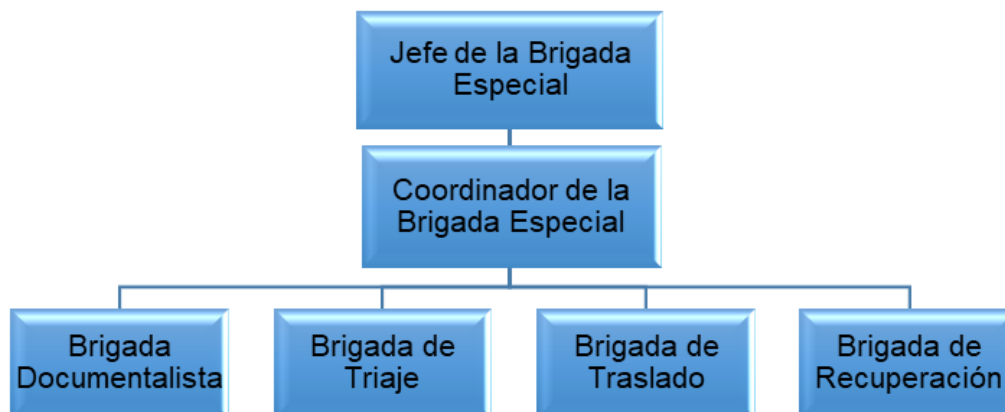 Jefe de la Brigada
Especial
Coordinador de la
Brigada Especial
Brigada
Documentalista
Brigada de
Triaje
Brigada de
Traslado
Brigada de
Recuperación